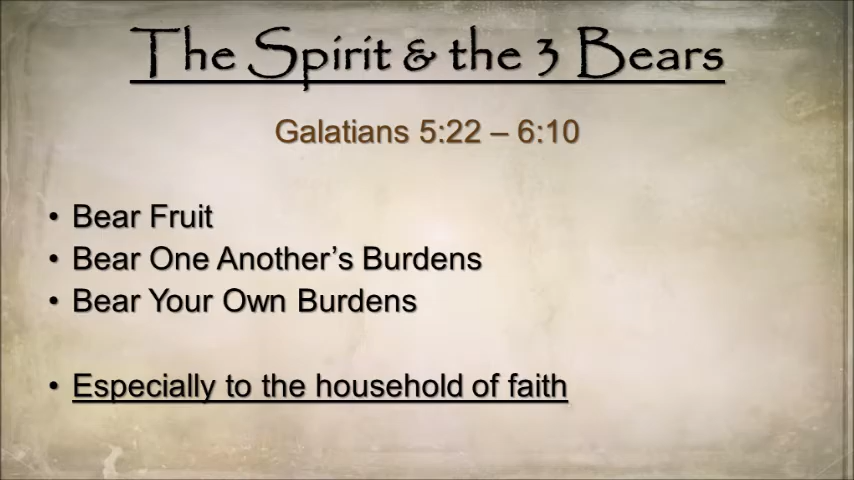 The Spirit & the 3 Bears
Galatians 5:22 – 6:10
• Bear Fruit
• Bear One Another’s Burdens
• Bear Your Own Burdens
• Especially to the household of faith